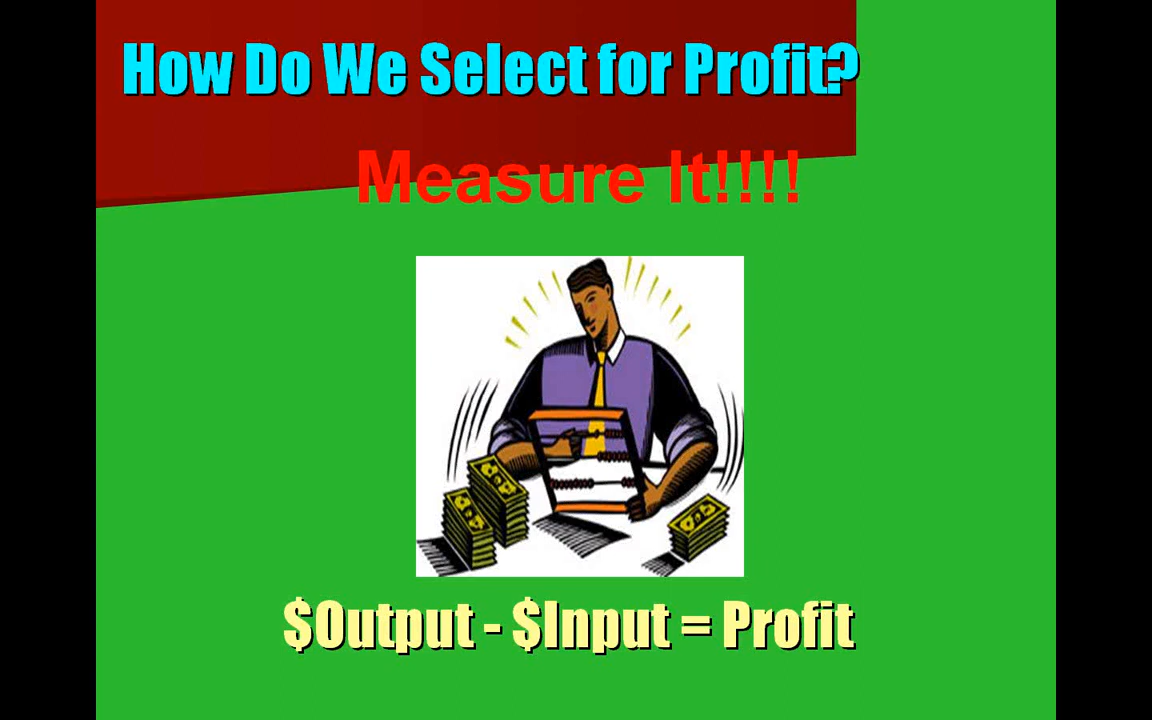 How Do We Select for Profit?
Measure It!!!!
$Output - $Input = Profit